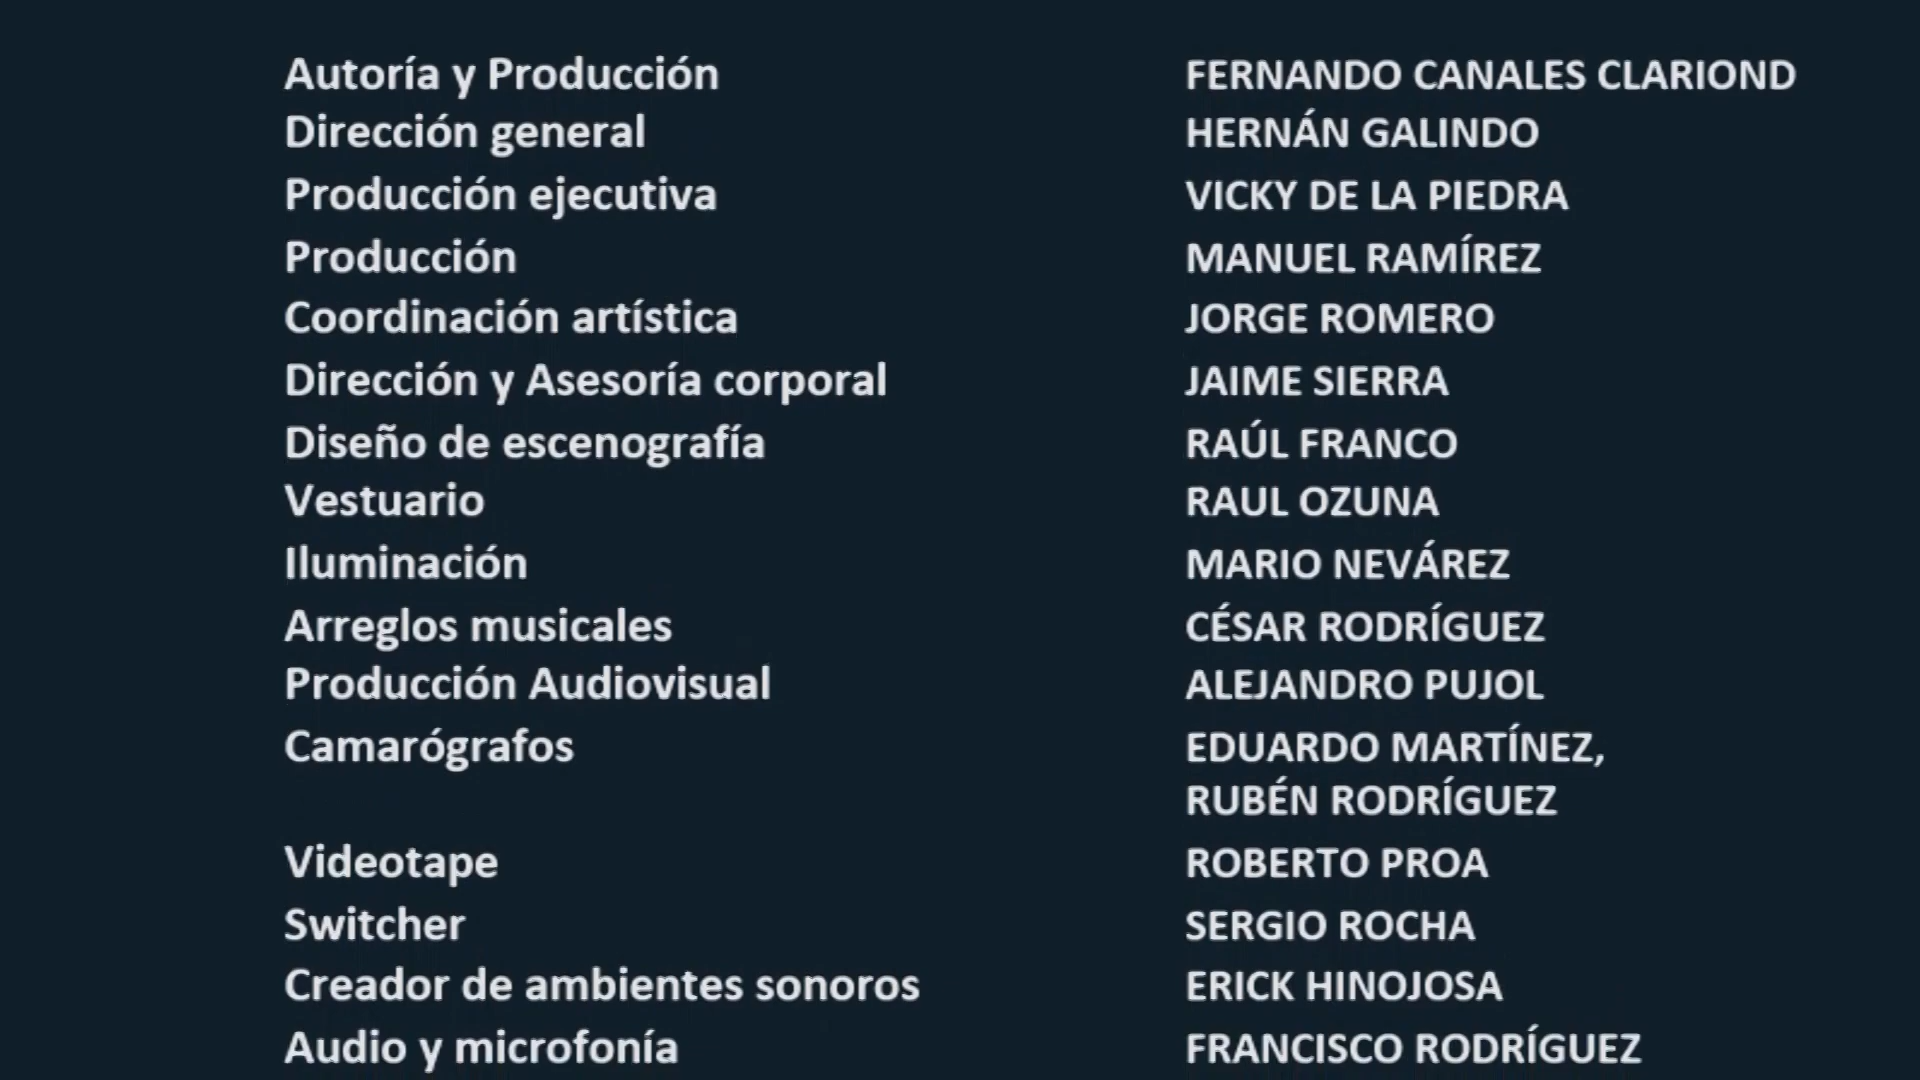 Autoría y Producción FERNANDO CANALES CLARIOND
Dirección general HERNÁN GALINDO
Producción ejecutiva VICKY DE LA PIEDRA
Producción MANUEL RAMÍREZ
Coordinación artística JORGE ROMERO
Dirección y Asesoría corporal JAIME SIERRA
Diseño de escenografía RAÚL FRANCO
Vestuario RAUL OZUNA
Iluminación MARIO NEVÁREZ
Arreglos musicales CÉSAR RODRÍGUEZ
Producción Audiovisual ALEJANDRO PUJOL
Camarógrafos EDUARDO MARTÍNEZ,
RUBÉN RODRÍGUEZ
Videotape ROBERTO PROA
Switcher SERGIO ROCHA
Creador de ambientes sonoros ERICK HINOJOSA
Audio y microfonía FRANCISCO RODRÍGUEZ